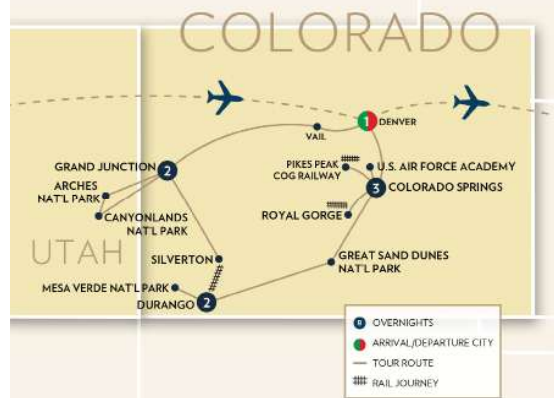 COLORADO
1
DENVER
VAIL
PIKES PEAK
COG RAILWAY
U.S. AIR FORCE ACADEMY
3
COLORADO SPRINGS
GRAND JUNCTION
2
ARCHES
NAT'L PARK
CANYONLANDS
NAT'L PARK
ROYAL GORGE
UTAH
SILVERTON
GREAT SAND DUNES
NAT'L PARK
MESA VERDE NAT'L PARK
DURANGO
2
OVERNIGHTS
ARRIVAL/DEPARTURE CITY
TOUR ROUTE
RAIL JOURNEY